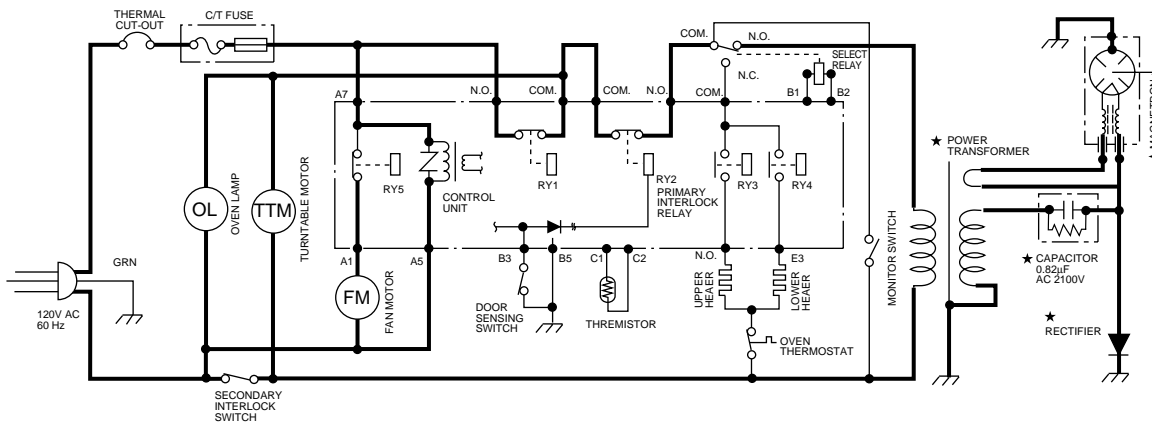 THERMAL
CUT-OUT
C/T FUSE
COM.
N.O.
SELECT
RELAY
N.C.
A7
N.O.
COM.
COM.
N.O.
COM.
B1
B2
MAGNETRON
★ POWER
TRANSFORMER
RY5
CONTROL
UNIT
RY1
RY2
PRIMARY
INTERLOCK
RELAY
RY3
RY4
OL
OVEN LAMP
TTM
TURNTABLE MOTOR
MONITOR SWITCH
GRN
A1
A5
B3
B5
C1
C2
N.O.
E3
★ CAPACITOR
0.82µF
AC 2100V
120V AC
60 Hz
FM
FAN MOTOR
DOOR
SENSING
SWITCH
THREMISTOR
UPPER
HEAER
LOWER
HEAER
★
RECTIFIER
OVEN
THERMOSTAT
SECONDARY
INTERLOCK
SWITCH